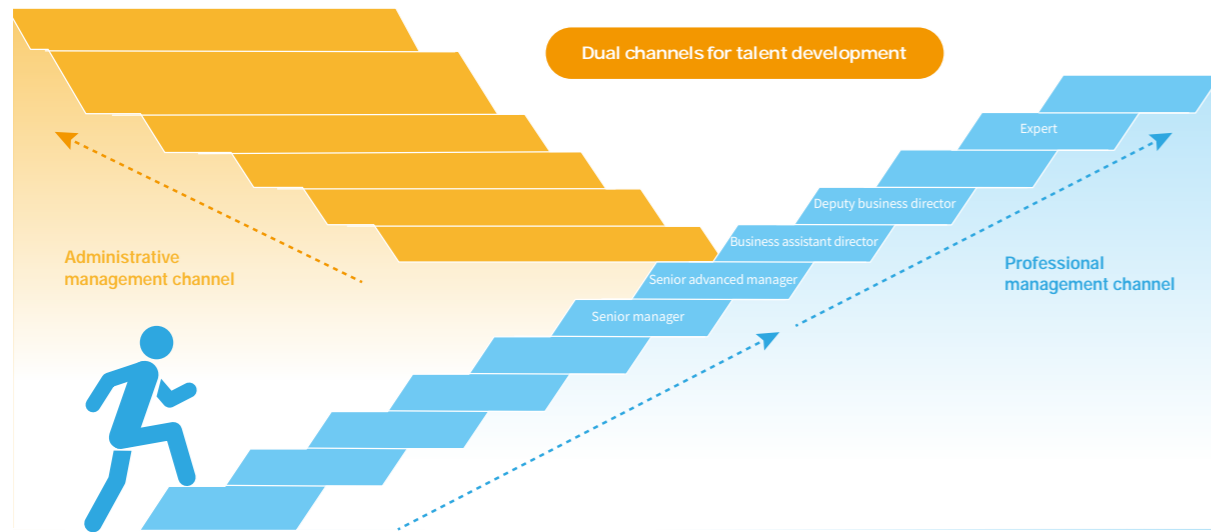 Dual channels for talent development
Expert
Deputy business director
Business assistant director
Administrative
management channel
Professional
management channel
Senior advanced manager
Senior manager